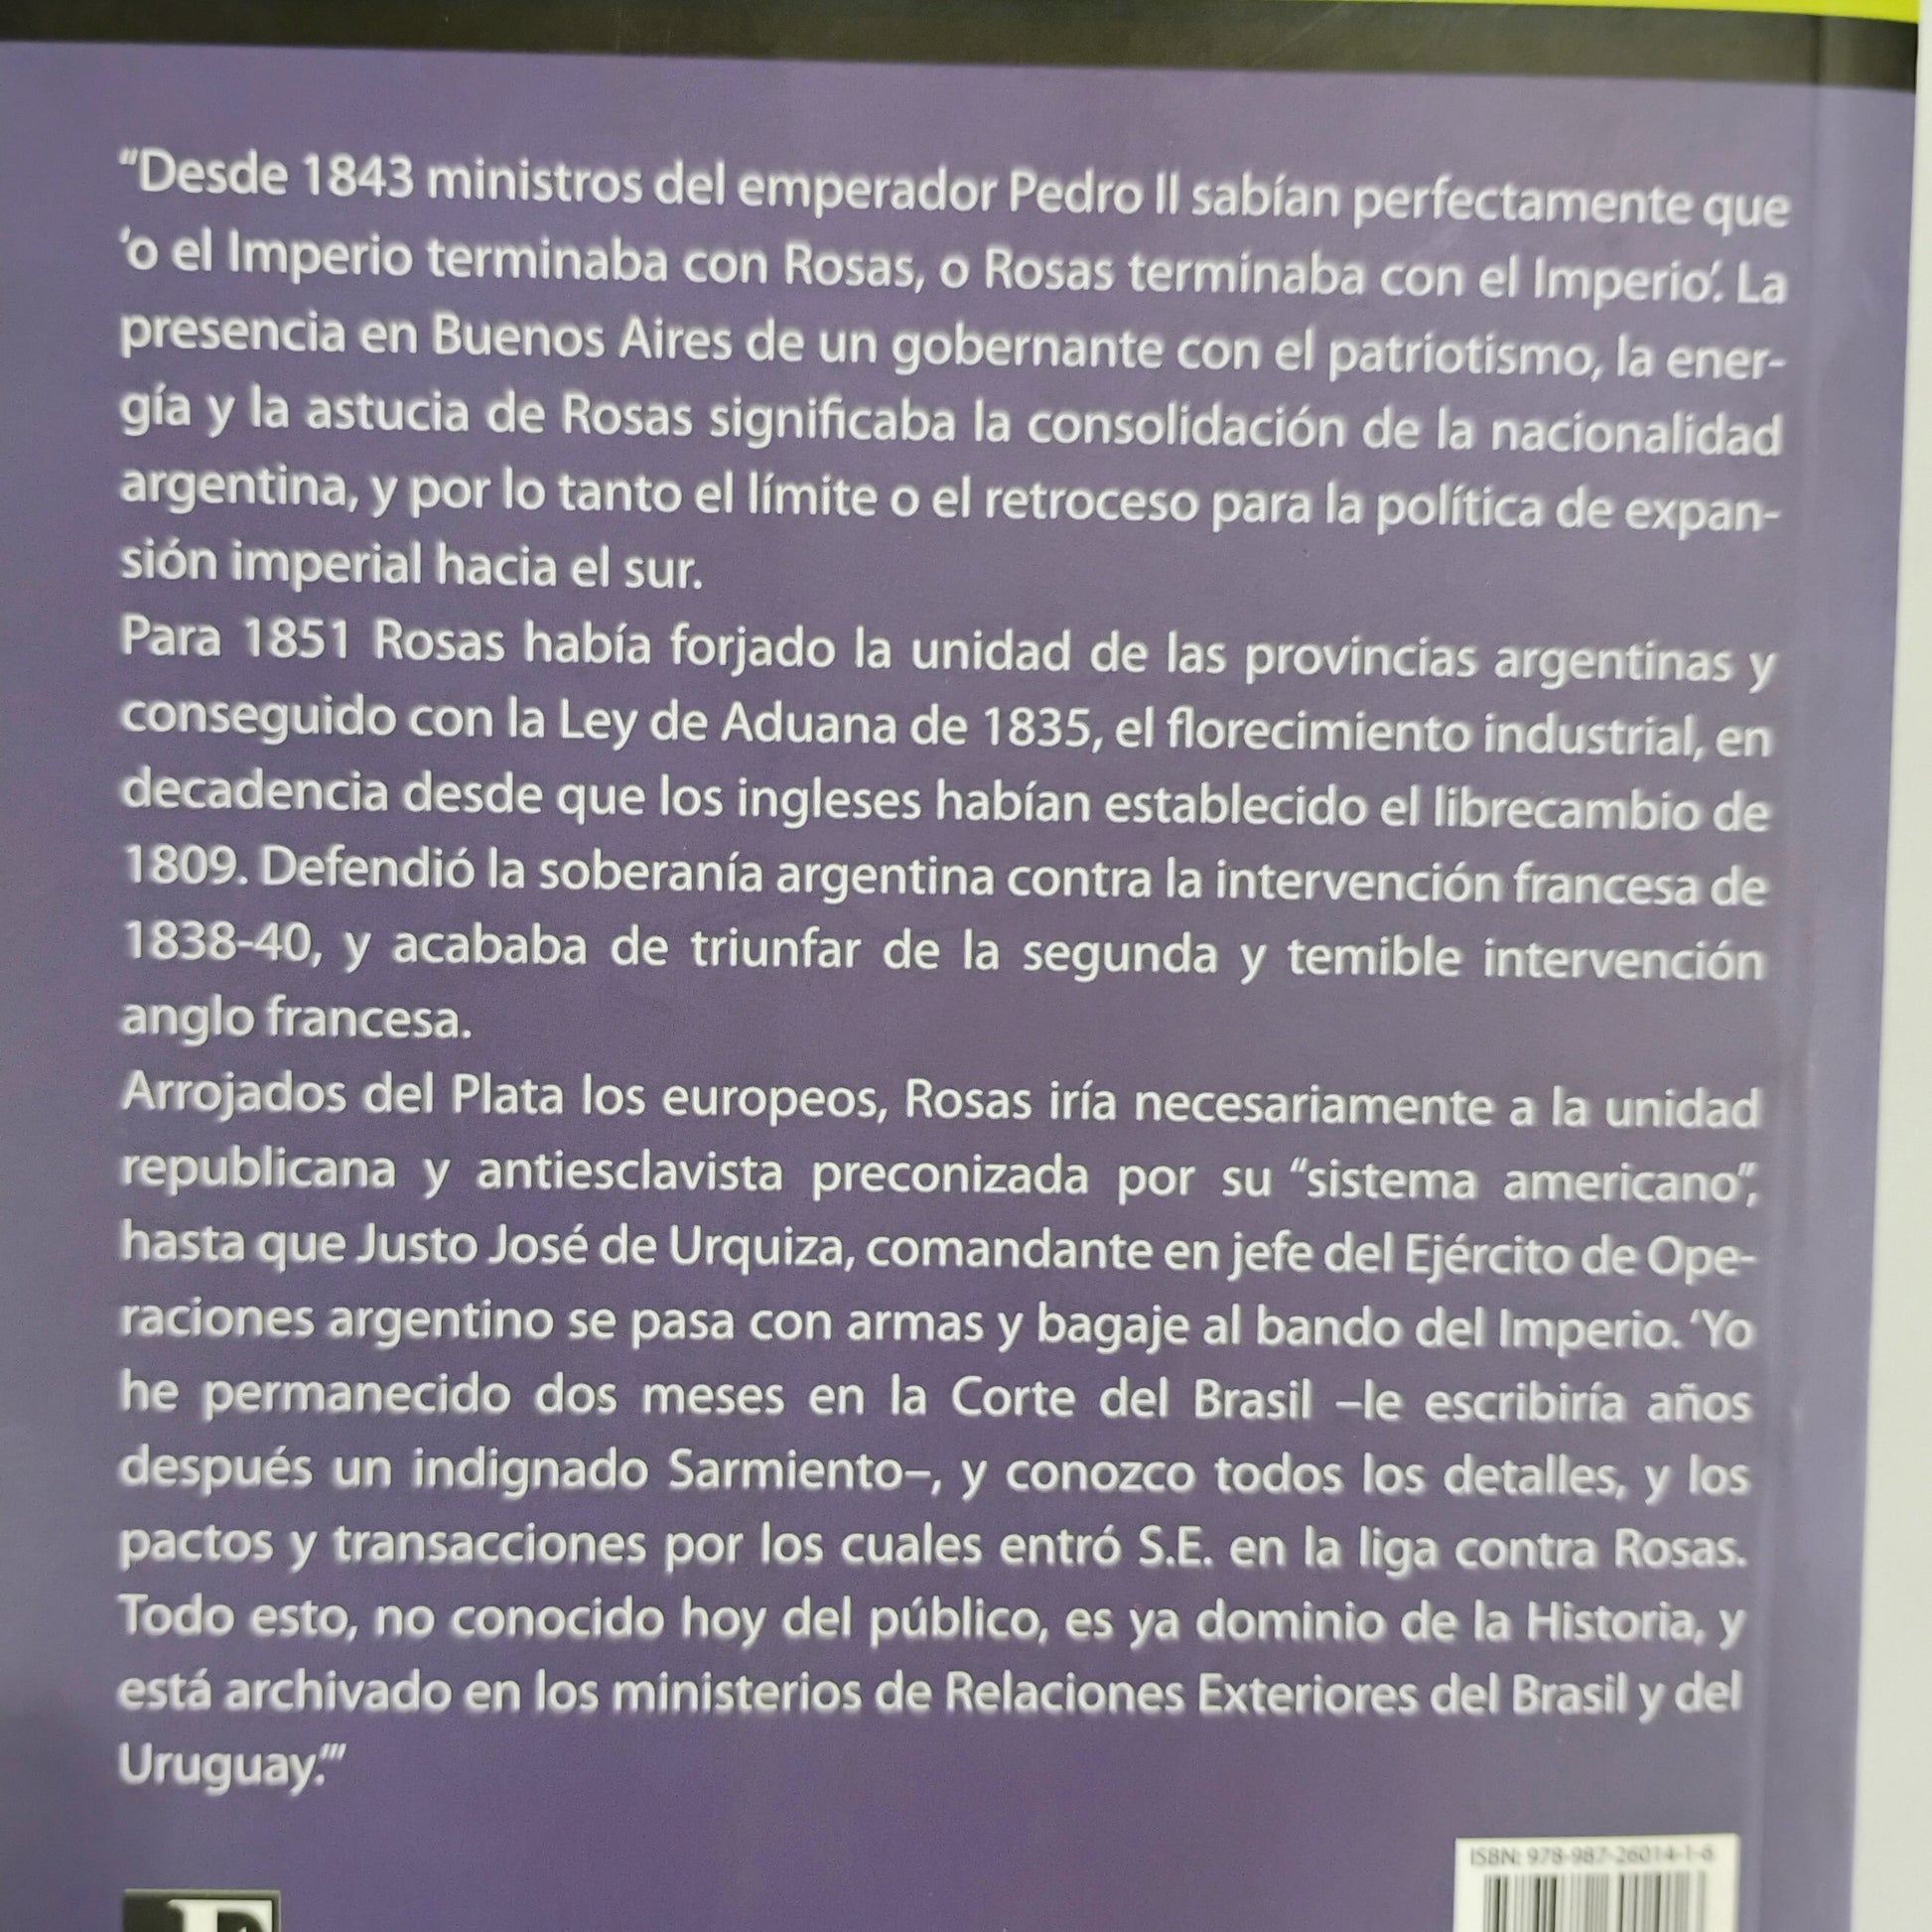 “Desde 1843 ministros del emperador Pedro II sabían perfectamente que
‘o el Imperio terminaba con Rosas, o Rosas terminaba con el Imperio’. La
presencia en Buenos Aires de un gobernante con el patriotismo, la ener-
gía y la astucia de Rosas significaba la consolidación de la nacionalidad
argentina, y por lo tanto el límite o el retroceso para la política de expan-
sión imperial hacia el sur.
Para 1851 Rosas había forjado la unidad de las provincias argentinas y
conseguido con la Ley de Aduana de 1835, el florecimiento industrial, en
decadencia desde que los ingleses habían establecido el librecambio de
1809. Defendió la soberanía argentina contra la intervención francesa de
1838-40, y acababa de triunfar de la segunda y temible intervención
anglo francesa.
Arrojados del Plata los europeos, Rosas iría necesariamente a la unidad
republicana y antiesclavista preconizada por su “sistema americano”,
hasta que Justo José de Urquiza, comandante en jefe del Ejército de Ope-
raciones argentino se pasa con armas y bagaje al bando del Imperio. ‘Yo
he permanecido dos meses en la Corte del Brasil –le escribiría años
después un indignado Sarmiento–, y conozco todos los detalles, y los
pactos y transacciones por los cuales entró S.E. en la liga contra Rosas.
Todo esto, no conocido hoy del público, es ya dominio de la Historia, y
está archivado en los ministerios de Relaciones Exteriores del Brasil y del
Uruguay.’”
ISBN: 978-987-26014-1-6